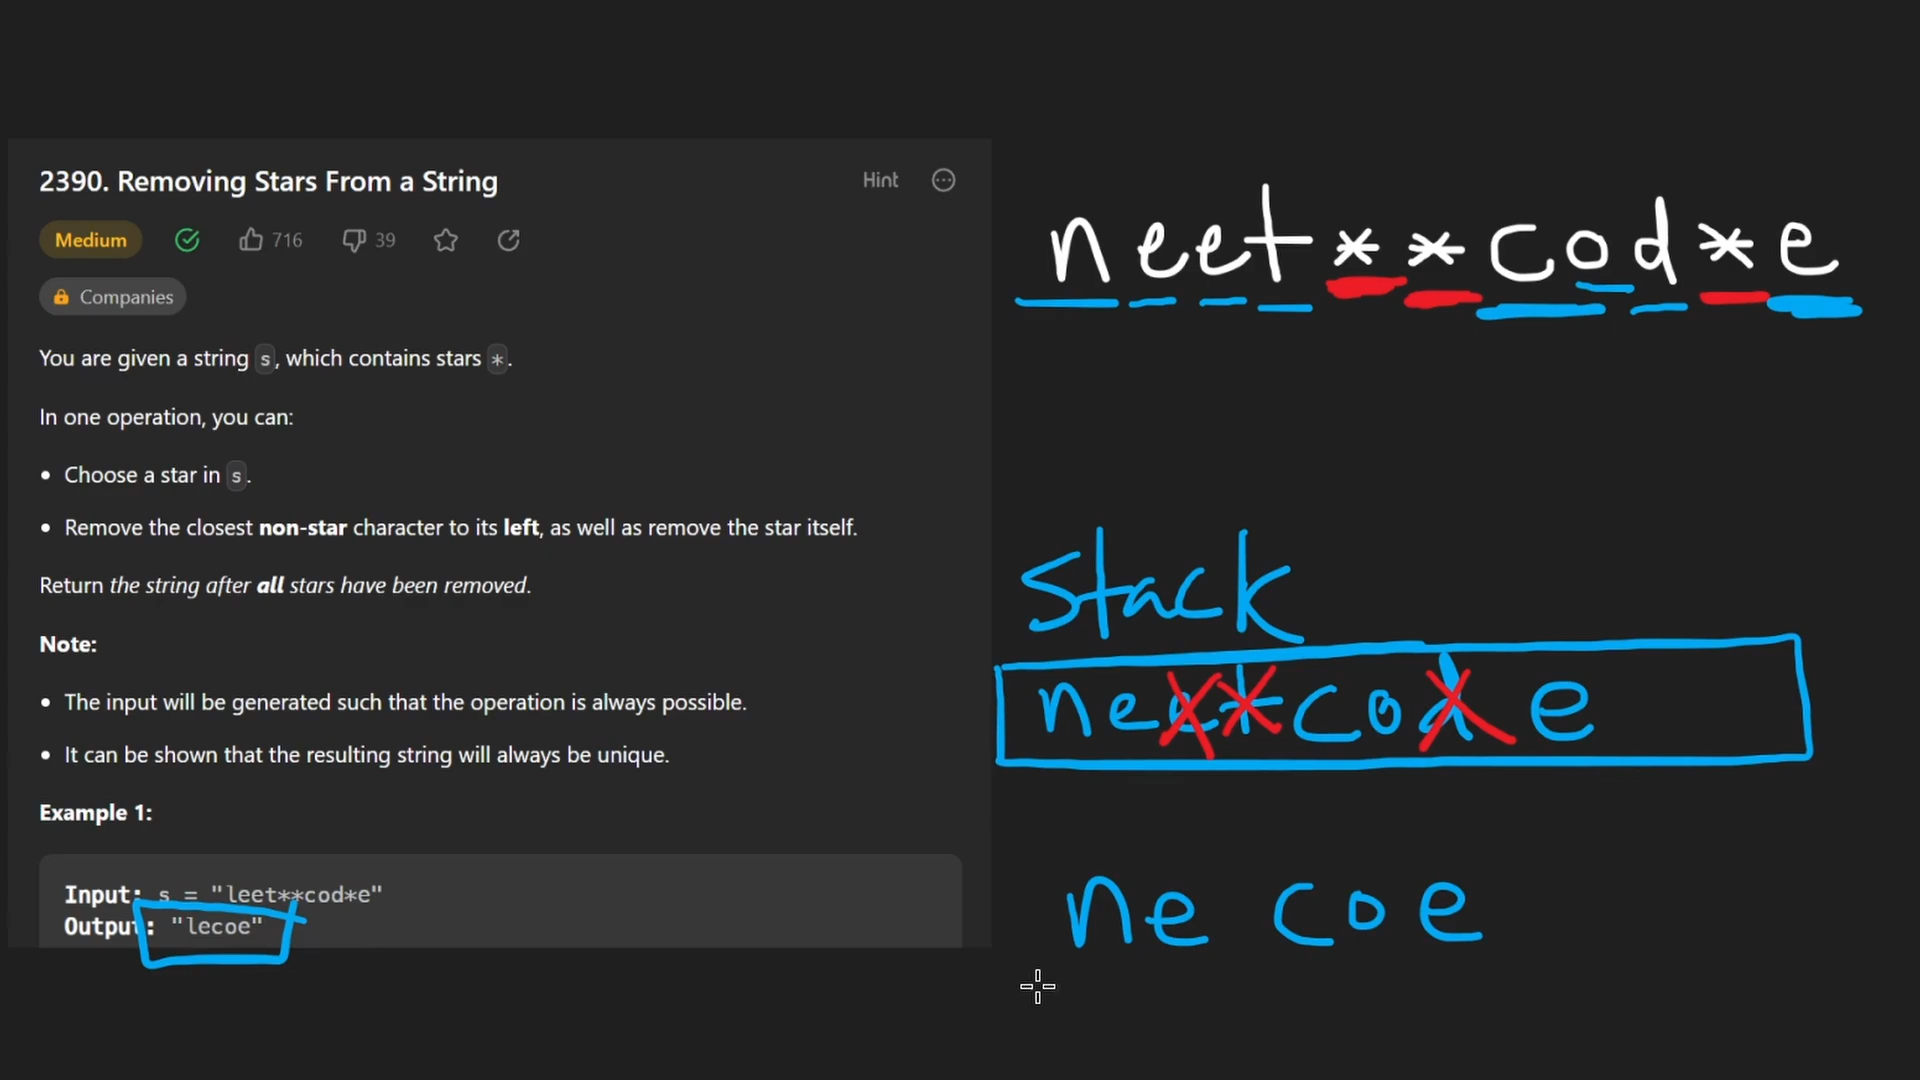 2390. Removing Stars From a String
Hint
Medium
716
39
Companies
You are given a string s, which contains stars *.
In one operation, you can:
• Choose a star in s.
• Remove the closest non-star character to its left, as well as remove the star itself.
Return the string after all stars have been removed.
Note:
• The input will be generated such that the operation is always possible.
• It can be shown that the resulting string will always be unique.
Example 1:
Input: s = "leet**cod*e"
Output: "lecoe"
neet**cod*e
Stack
neetcode
ne coe